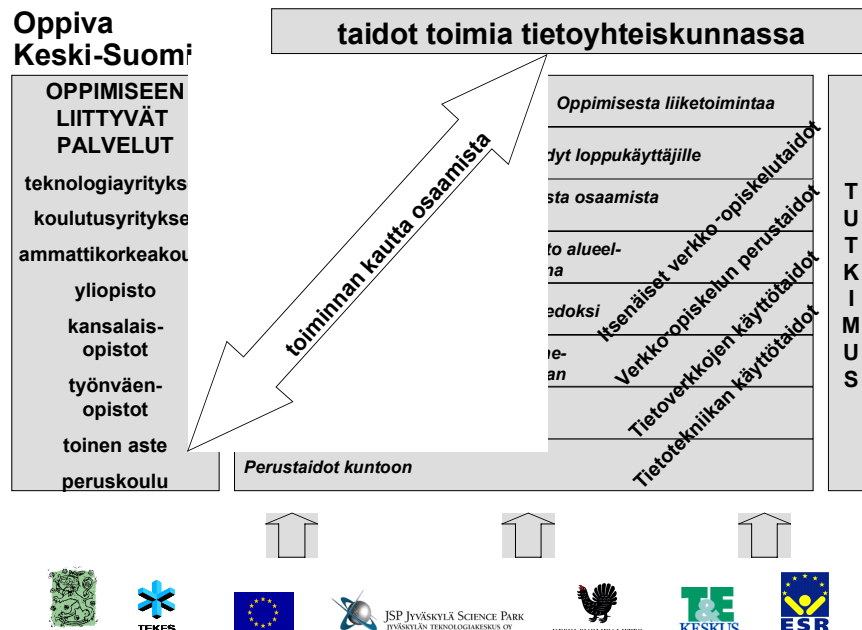 Oppiva
Keski-Suomi
taidot toimia tietoyhteiskunnassa
OPPIMISEEN
LIITTYVÄT
PALVELUT
teknologiayrityks
koulutusyritykse
ammattikorkeakou
yliopisto
kansalais-
opistot
työnväen-
opistot
toinen aste
peruskoulu
toiminnan kautta osaamista
Oppimisesta liiketoimintaa
dyt loppukäyttäjille
sta osaamista
to alueel-
na
edoksi
ne-
an
Perustaidot kuntoon
Itsenäiset verkko-opiskelutaidot
Verkko-opiskelun perustaidot
Tietoverkkojen käyttötaidot
Tietotekniikan käyttötaidot
TUTKIMUS
TEKES
JSP JYVÄSKYLÄ SCIENCE PARK
JYVÄSKYLÄN TEKNOLOGIAKESKUS OY
T&E
KESKUS
ESR